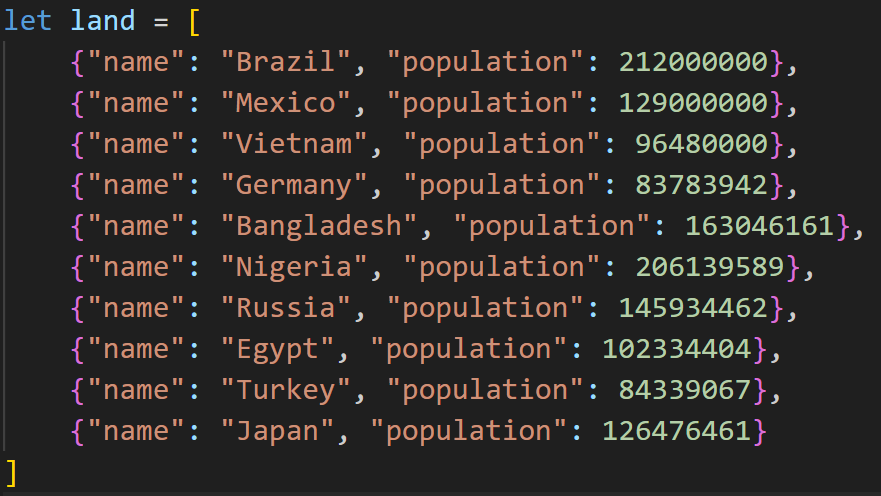 let land = [
    {"name": "Brazil", "population": 212000000},
    {"name": "Mexico", "population": 129000000},
    {"name": "Vietnam", "population": 96480000},
    {"name": "Germany", "population": 83783942},
    {"name": "Bangladesh", "population": 163046161},
    {"name": "Nigeria", "population": 206139589},
    {"name": "Russia", "population": 145934462},
    {"name": "Egypt", "population": 102334404},
    {"name": "Turkey", "population": 84339067},
    {"name": "Japan", "population": 126476461}
]